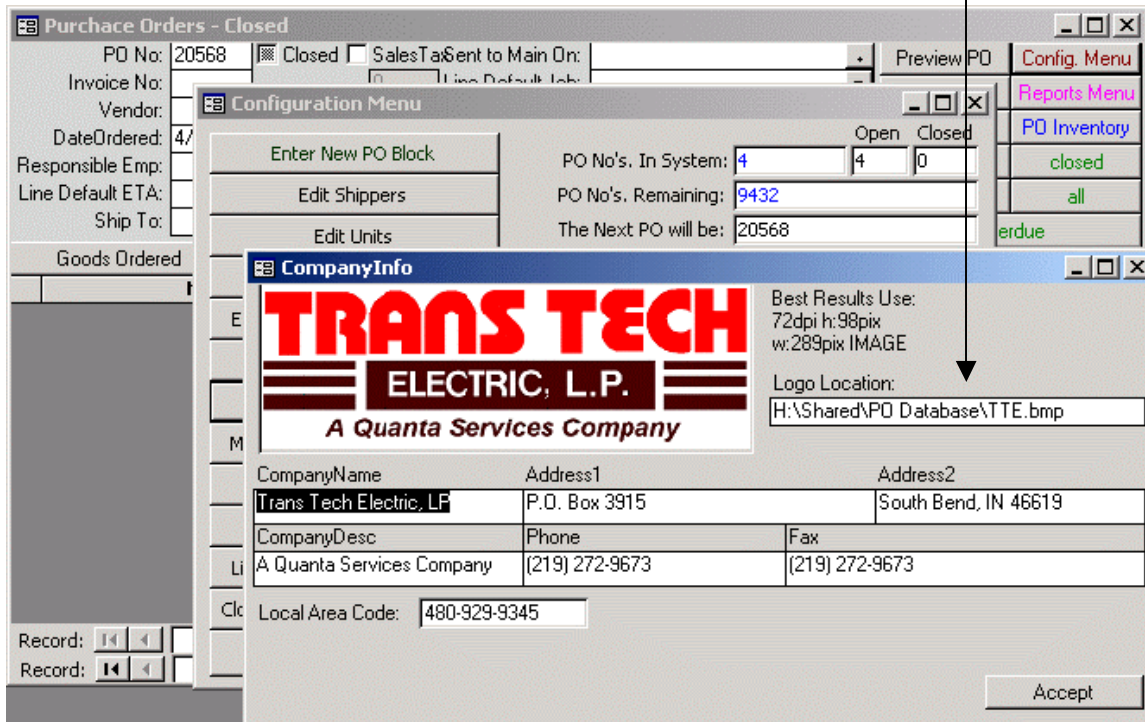 Purchace Orders - Closed
PO No: 20568 Closed SalesTax Sent to Main On: Preview PO Config. Menu
Invoice No: 0 Line Default Job: Reports Menu
Vendor: PO Inventory
DateOrdered: 4/ closed
Responsible Emp: all
Line Default ETA: erdue
Ship To:
Goods Ordered
Configuration Menu
Open Closed
Enter New PO Block PO No's. In System: 4 4 0
Edit Shippers PO No's. Remaining: 9432
Edit Units The Next PO will be: 20568
E
M
Li
Clo
CompanyInfo
TRANS TECH
ELECTRIC, L.P.
A Quanta Services Company
Best Results Use:
72dpi h:98pix
w:289pix IMAGE
Logo Location:
H:\Shared\PO Database\TTE.bmp
CompanyName Address1 Address2
Trans Tech Electric, LP P.O. Box 3915 South Bend, IN 46619
CompanyDesc Phone Fax
A Quanta Services Company (219) 272-9673 (219) 272-9673
Local Area Code: 480-929-9345
Accept
Record:
Record: